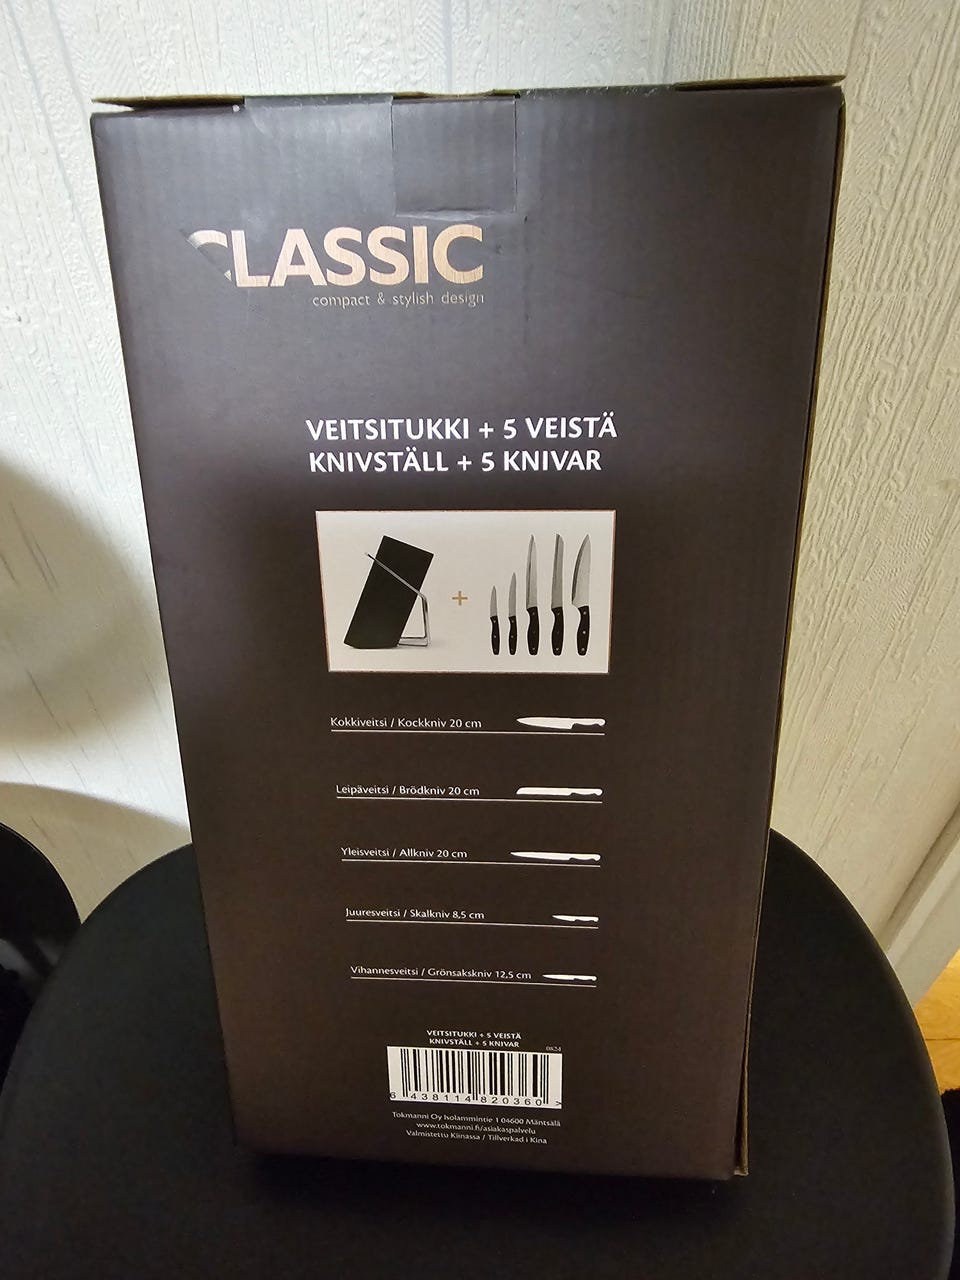 CLASSIC
compact & stylish design
VEITSITUKKI + 5 VEISTÄ
KNIVSTÄLL + 5 KNIVAR
+
Kokkiveitsi / Kockkniv 20 cm
Leipäveitsi / Brödkniv 20 cm
Yleisveitsi / Allkniv 20 cm
Juuresveitsi / Skalkniv 8,5 cm
Vihannesveitsi / Grönsakskniv 12,5 cm
VEITSITUKKI + 5 VEISTÄ
KNIVSTÄLL + 5 KNIVAR
0824
6 438114 820360 >
Tokmanni Oy Isolammintie 1 04600 Mäntsälä
www.tokmanni.fi/asiakaspalvelu
Valmistettu Kiinassa / Tillverkad i Kina